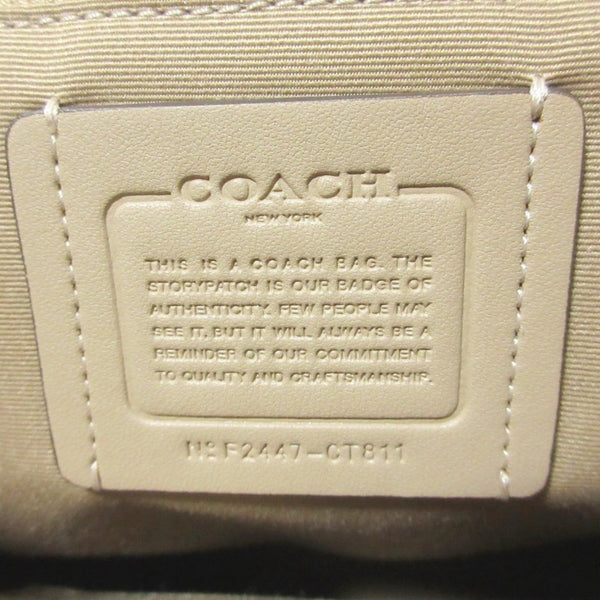 COACH
NEW YORK
THIS IS A COACH BAG. THE
STORYPATCH IS OUR BADGE OF
AUTHENTICITY. FEW PEOPLE MAY
SEE IT, BUT IT WILL ALWAYS BE A
REMINDER OF OUR COMMITMENT
TO QUALITY AND CRAFTSMANSHIP.
Nº F2447-CT811